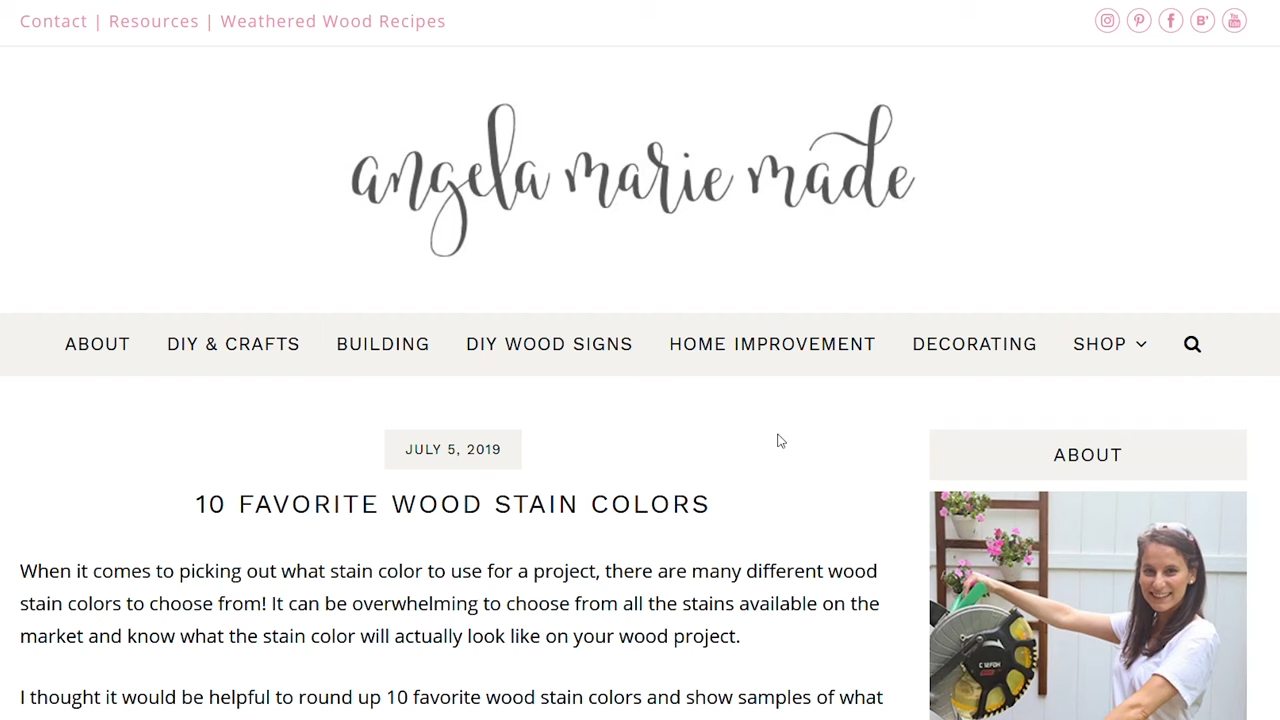 Contact | Resources | Weathered Wood Recipes
angela marie made
ABOUT DIY & CRAFTS BUILDING DIY WOOD SIGNS HOME IMPROVEMENT DECORATING SHOP
JULY 5, 2019
10 FAVORITE WOOD STAIN COLORS
When it comes to picking out what stain color to use for a project, there are many different wood
stain colors to choose from! It can be overwhelming to choose from all the stains available on the
market and know what the stain color will actually look like on your wood project.
I thought it would be helpful to round up 10 favorite wood stain colors and show samples of what
ABOUT